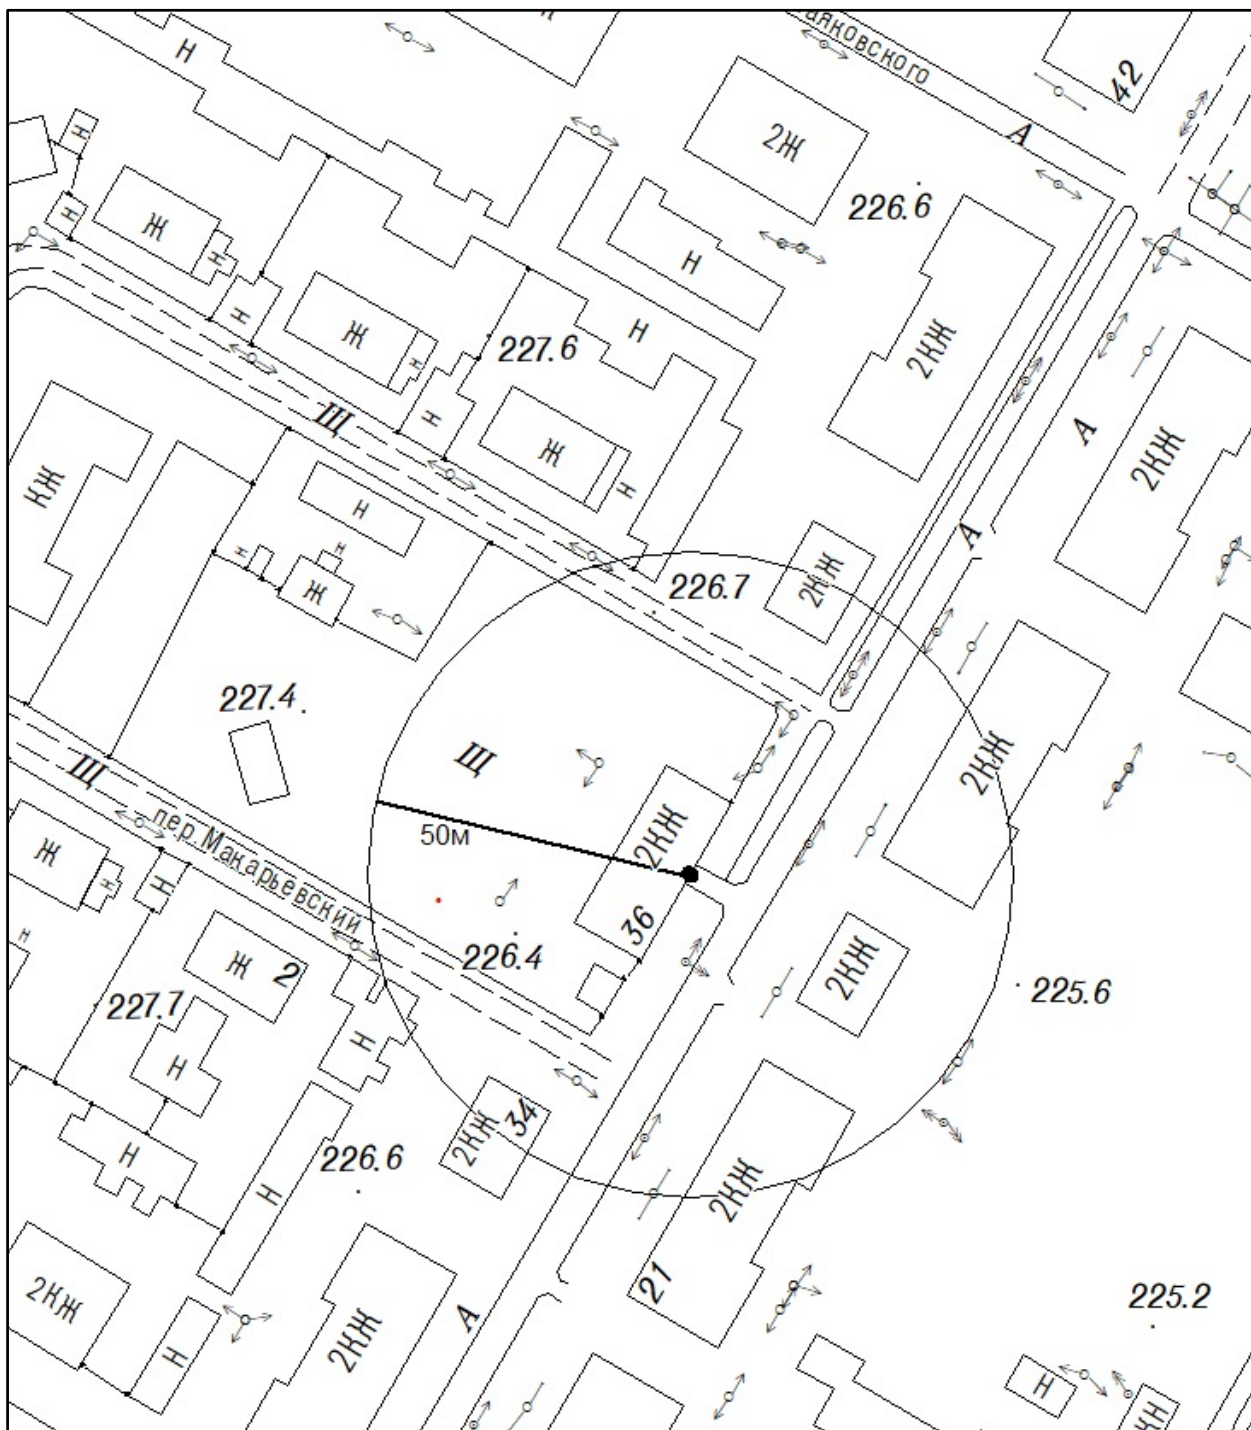 Н
42
2Ж
А
226.6
Н
Н
Ж
Н
Н
Н
Ж
Н
Н
227.6
2КЖ
А
2КЖ
Щ
Н
Ж
Н
КЖ
Н
Н
Н
Ж
А
226.7
2КЖ
227.4
Щ
Щ
2КЖ
50м
2КЖ
пер.Макарьевский
Ж
Н
Н
36
226.4
Н
Ж
2
2КЖ
225.6
227.7
Н
Н
2КЖ
34
Н
226.6
Н
2КЖ
21
225.2
2КЖ
А
2КЖ
Н
Н
КН